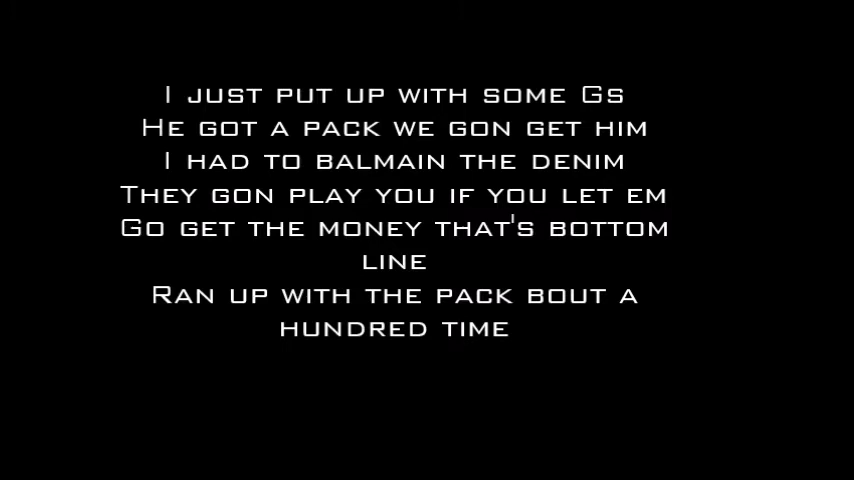 I JUST PUT UP WITH SOME GS
HE GOT A PACK WE GON GET HIM
I HAD TO BALMAIN THE DENIM
THEY GON PLAY YOU IF YOU LET EM
GO GET THE MONEY THAT'S BOTTOM
LINE
RAN UP WITH THE PACK BOUT A
HUNDRED TIME